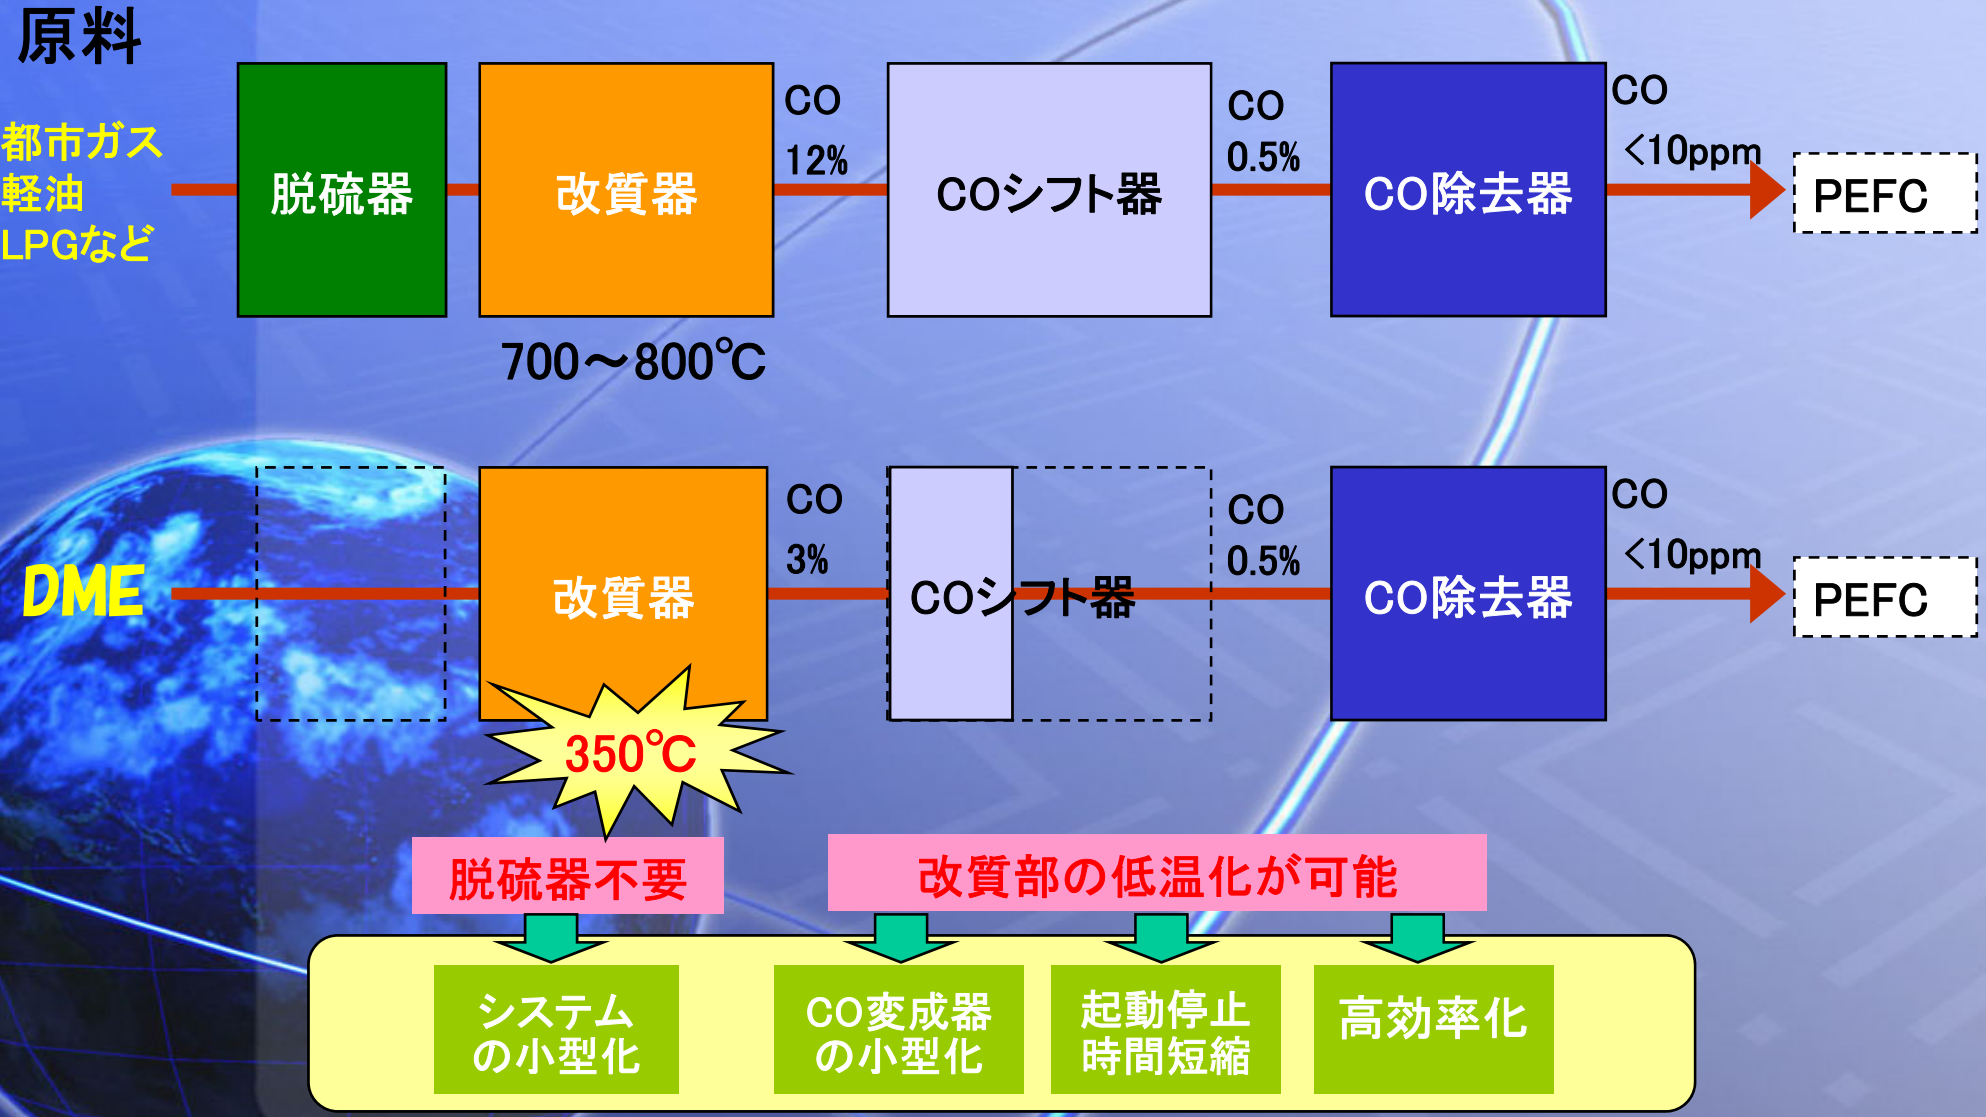 原料
都市ガス
軽油
LPGなど
脱硫器
改質器
700～800℃
CO
12%
COシフト器
CO
0.5%
CO除去器
CO
<10ppm
PEFC
DME
改質器
350℃
CO
3%
COシフト器
CO
0.5%
CO除去器
CO
<10ppm
PEFC
脱硫器不要
改質部の低温化が可能
システム
の小型化
CO変成器
の小型化
起動停止
時間短縮
高効率化